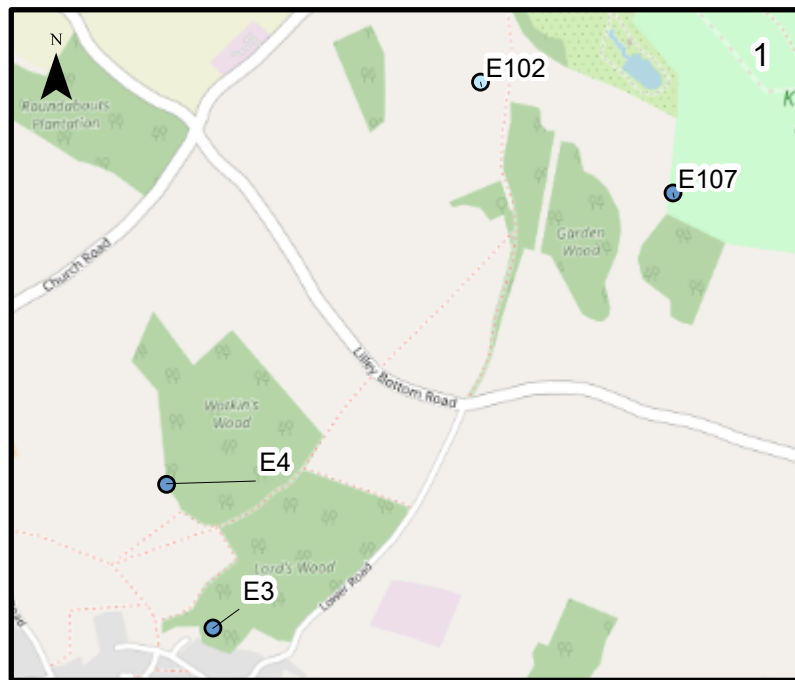 N
1
E102
Roundabouts
Plantation
E107
Garden
Wood
Church Road
Lilley Bottom Road
Workin's
Wood
E4
Lord's Wood
E3
Lower Road
K